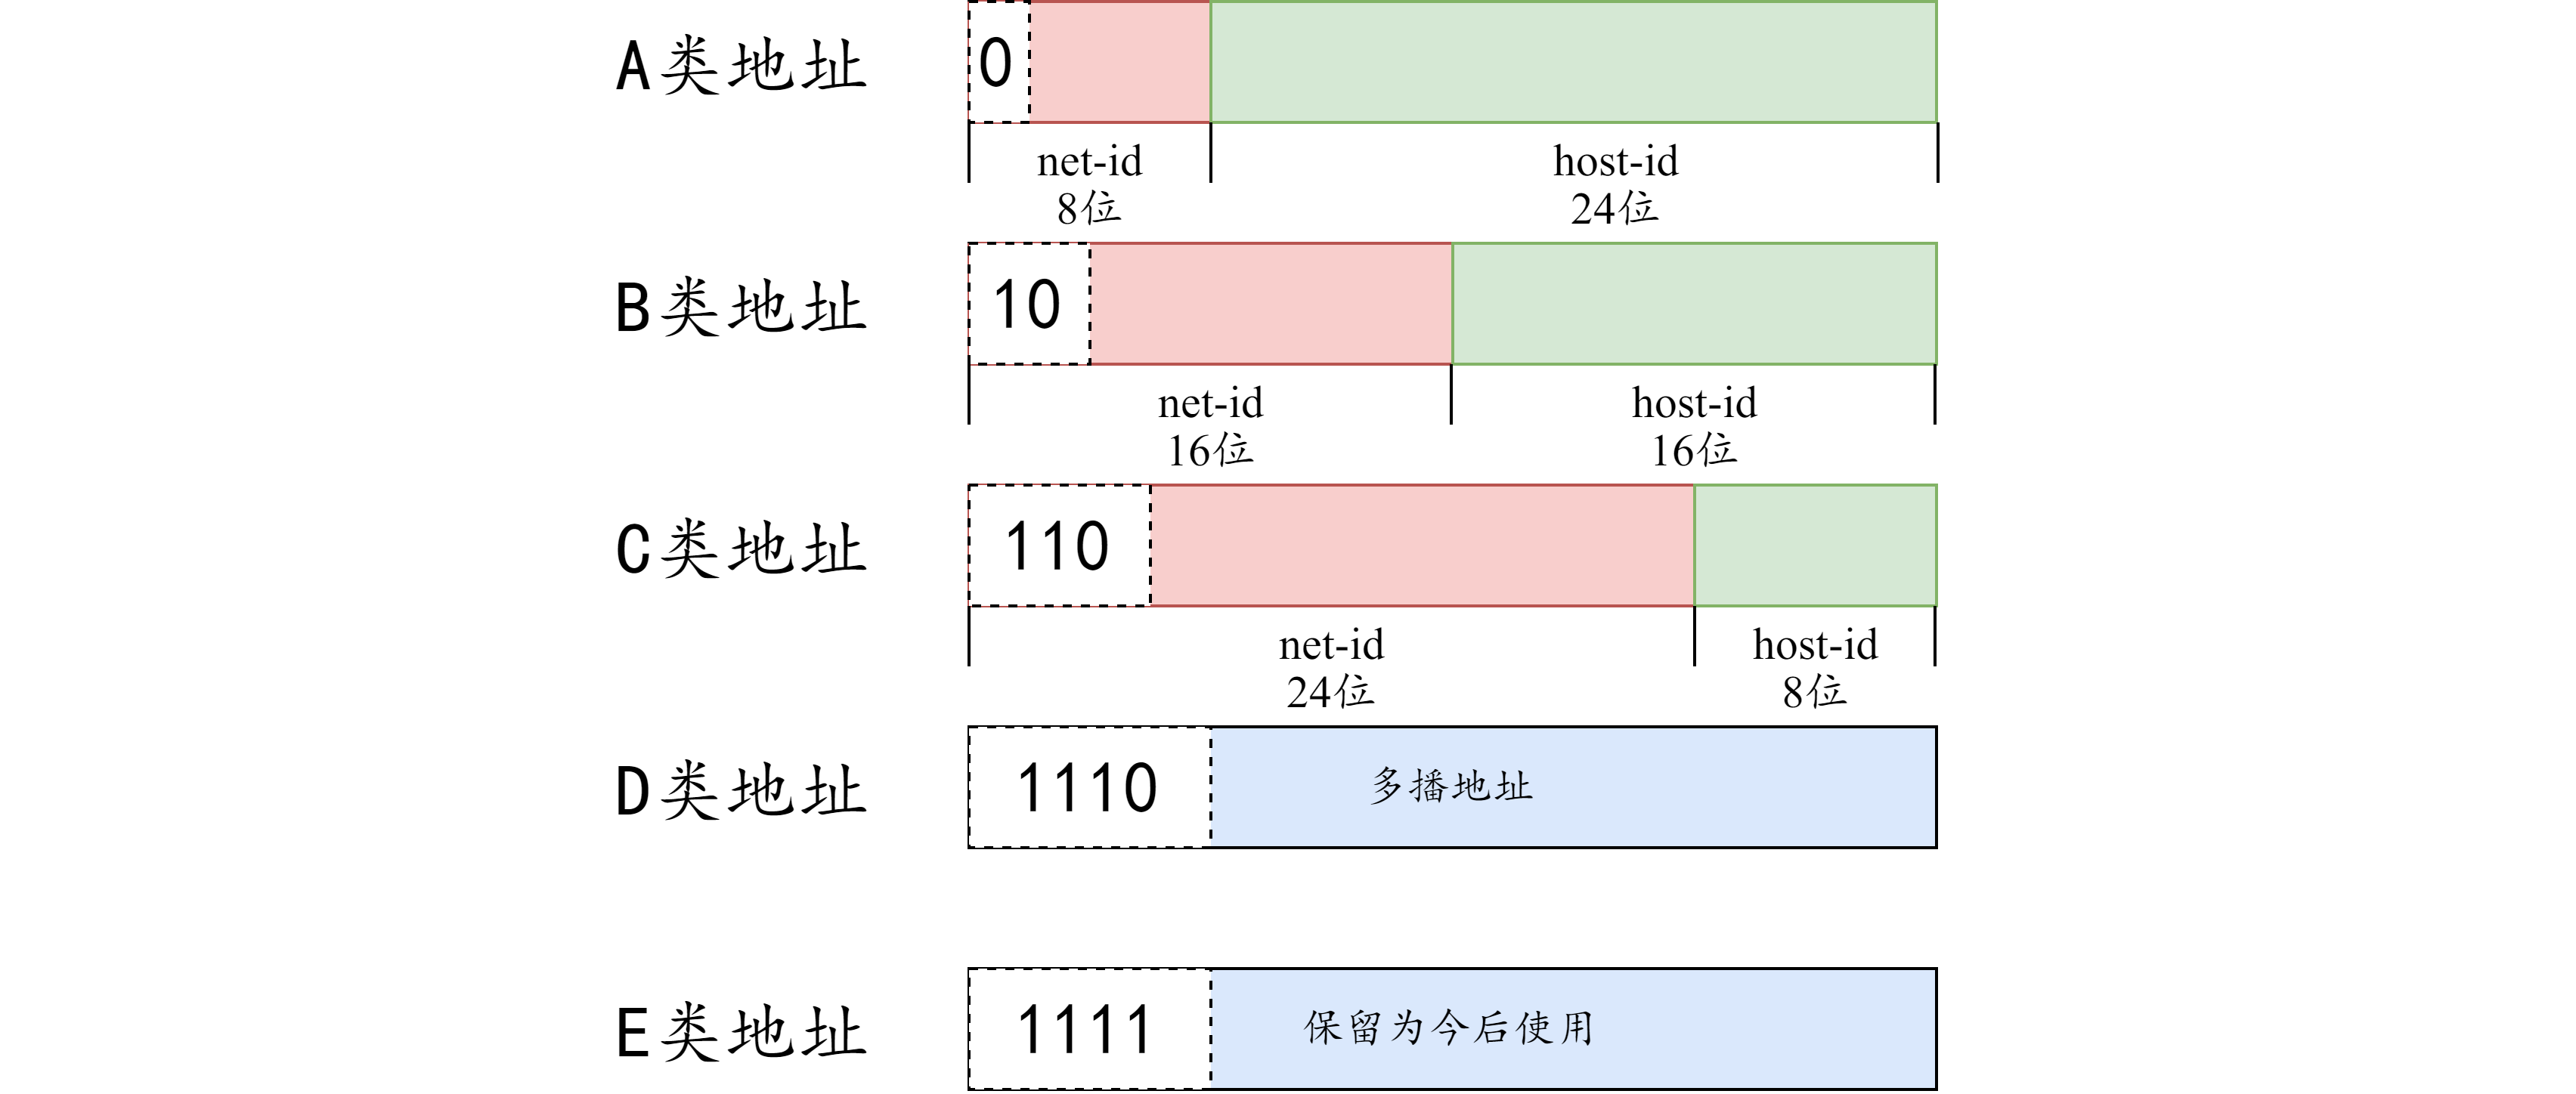 A类地址
0
net-id
host-id
8位
24位
B类地址
10
net-id
host-id
16位
16位
C类地址
110
net-id
host-id
24位
8位
D类地址
1110
多播地址
E类地址
1111
保留为今后使用